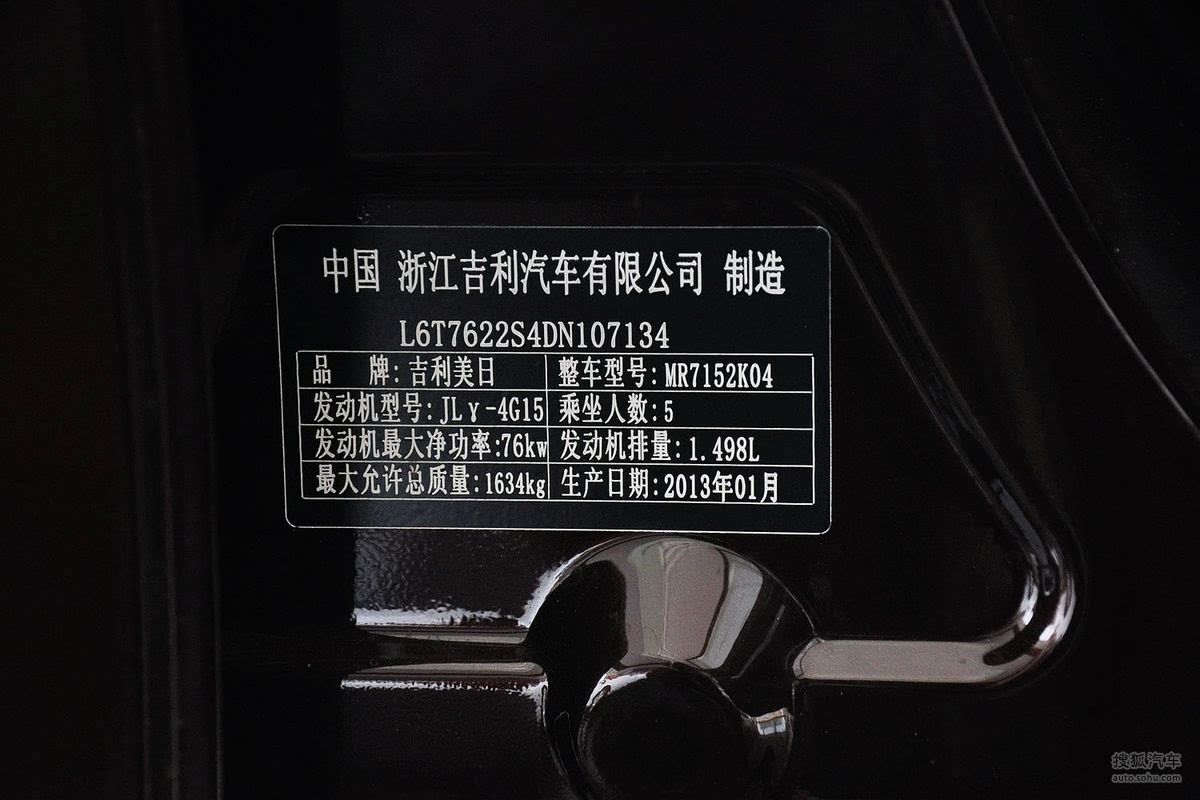 中国 浙江吉利汽车有限公司 制造
L6T7622S4DN107134
品 牌:吉利美日 整车型号:MR7152K04
发动机型号:JLγ-4G15 乘坐人数:5
发动机最大净功率:76kw 发动机排量:1.498L
最大允许总质量:1634kg 生产日期:2013年01月
搜狐汽车
auto.sohu.com